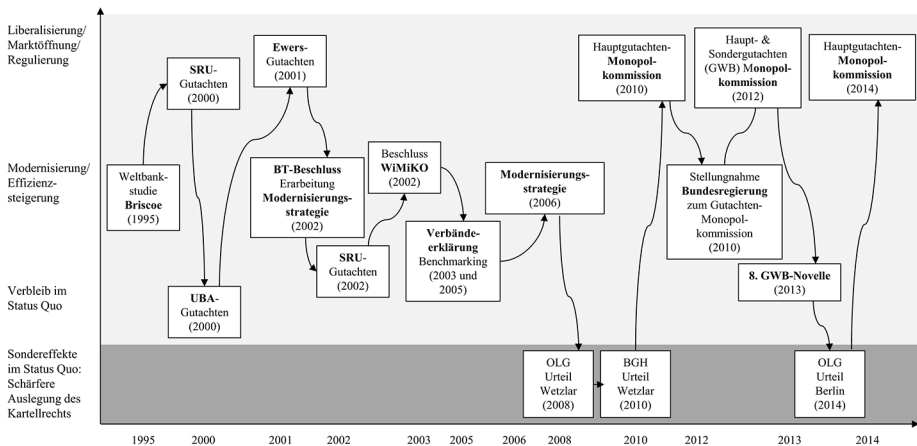 Liberalisierung/
Marktöffnung/
Regulierung
Modernisierung/
Effizienz-
steigerung
Verbleib im
Status Quo
Sondereffekte
im Status Quo:
Schärfere
Auslegung des
Kartellrechts
Weltbank-
studie
Briscoe
(1995)
SRU-
Gutachten
(2000)
UBA-
Gutachten
(2000)
Ewers-
Gutachten
(2001)
BT-Beschluss
Erarbeitung
Modernisierungs-
strategie
(2002)
SRU-
Gutachten
(2002)
Beschluss
WiMiKO
(2002)
Verbände-
erklärung
Benchmarking
(2003 und
2005)
Modernisierungs-
strategie
(2006)
OLG
Urteil
Wetzlar
(2008)
BGH
Urteil
Wetzlar
(2010)
Hauptgutachten-
Monopol-
kommission
(2010)
Stellungnahme
Bundesregierung
zum Gutachten-
Monopol-
kommission
(2010)
Haupt- &
Sondergutachten
(GWB) Monopol-
kommission
(2012)
8. GWB-Novelle
(2013)
OLG
Urteil
Berlin
(2014)
Hauptgutachten-
Monopol-
kommission
(2014)
1995 2000 2001 2002 2003 2005 2006 2008 2010 2012 2013 2014